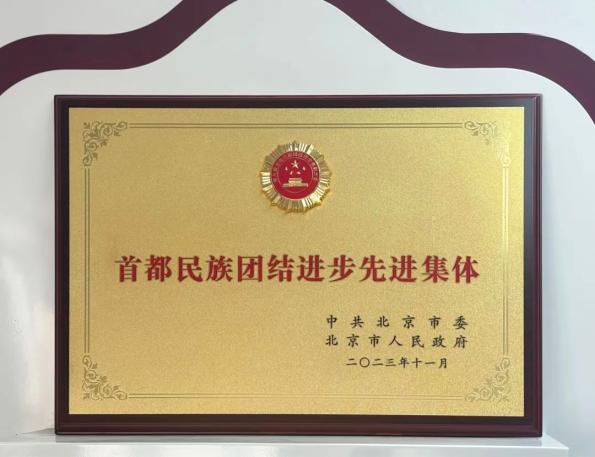 首都民族团结进步先进集体
中共北京市委
北京市人民政府
二〇二三年十一月